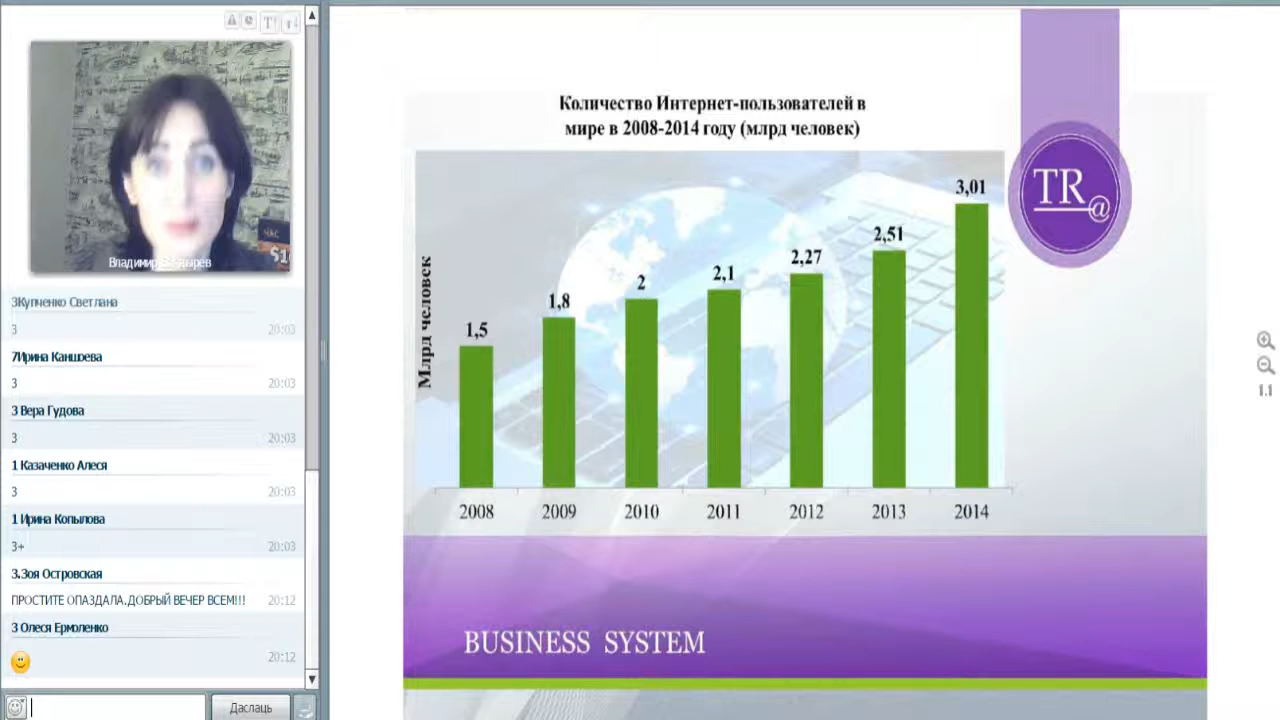 T
Владимир
час
$1
3Купченко Светлана
3 20:03
7Ирина Канцоева
3 20:03
3 Вера Гудова
3 20:03
1 Казаченко Алеся
3 20:03
1 Ирина Копылова
3+ 20:03
3.Зоя Островская
ПРОСТИТЕ ОПАЗДАЛА.ДОБРЫЙ ВЕЧЕР ВСЕМ!!! 20:12
3 Олеся Ермоленко
20:12
Даслаць
Количество Интернет-пользователей в
мире в 2008-2014 году (млрд человек)
TR@
Млрд человек
1,5
1,8
2
2,1
2,27
2,51
3,01
2008 2009 2010 2011 2012 2013 2014
BUSINESS SYSTEM
1:1